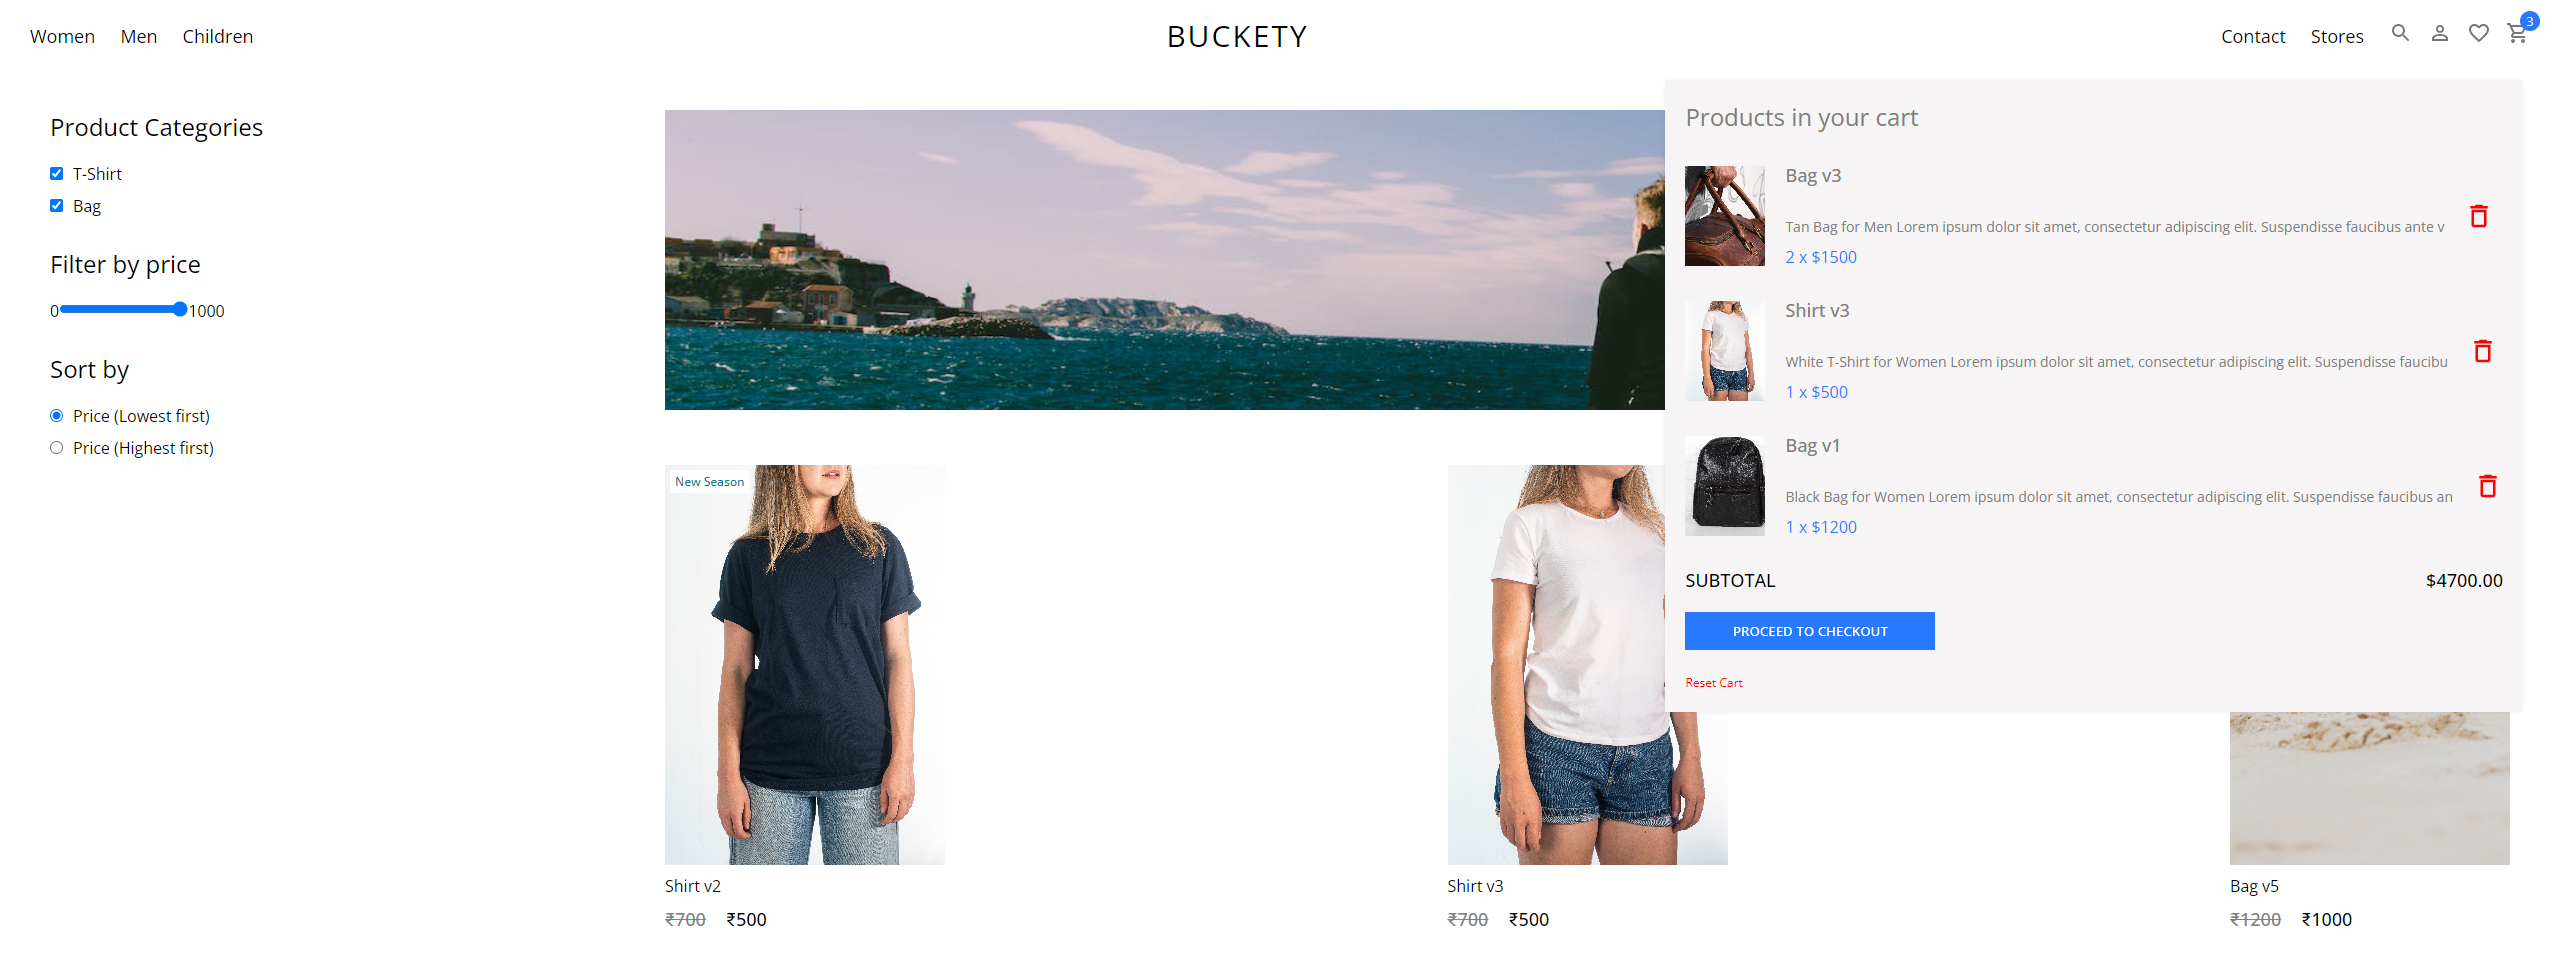 Women Men Children
BUCKETY
Contact Stores
3
Product Categories
T-Shirt
Bag
Filter by price
0 1000
Sort by
Price (Lowest first)
Price (Highest first)
Products in your cart
Bag v3
Tan Bag for Men Lorem ipsum dolor sit amet, consectetur adipiscing elit. Suspendisse faucibus ante v
2 x $1500
Shirt v3
White T-Shirt for Women Lorem ipsum dolor sit amet, consectetur adipiscing elit. Suspendisse faucibu
1 x $500
Bag v1
Black Bag for Women Lorem ipsum dolor sit amet, consectetur adipiscing elit. Suspendisse faucibus an
1 x $1200
SUBTOTAL $4700.00
PROCEED TO CHECKOUT
Reset Cart
New Season
Shirt v2
₹700 ₹500
Shirt v3
₹700 ₹500
Bag v5
₹1200 ₹1000